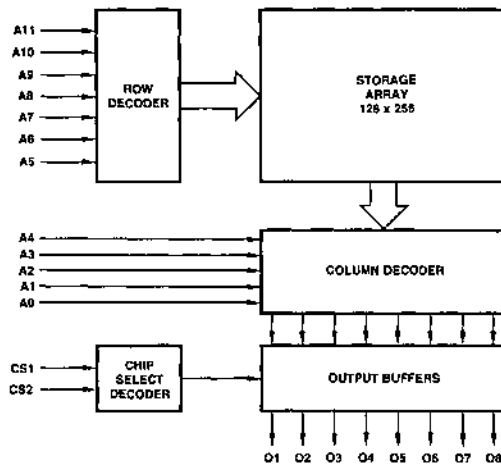 A11
A10
A9
A8
A7
A6
A5
ROW
DECODER
STORAGE
ARRAY
128 x 256
A4
A3
A2
A1
A0
COLUMN DECODER
CS1
CS2
CHIP
SELECT
DECODER
OUTPUT BUFFERS
O1 O2 O3 O4 O5 O6 O7 O8